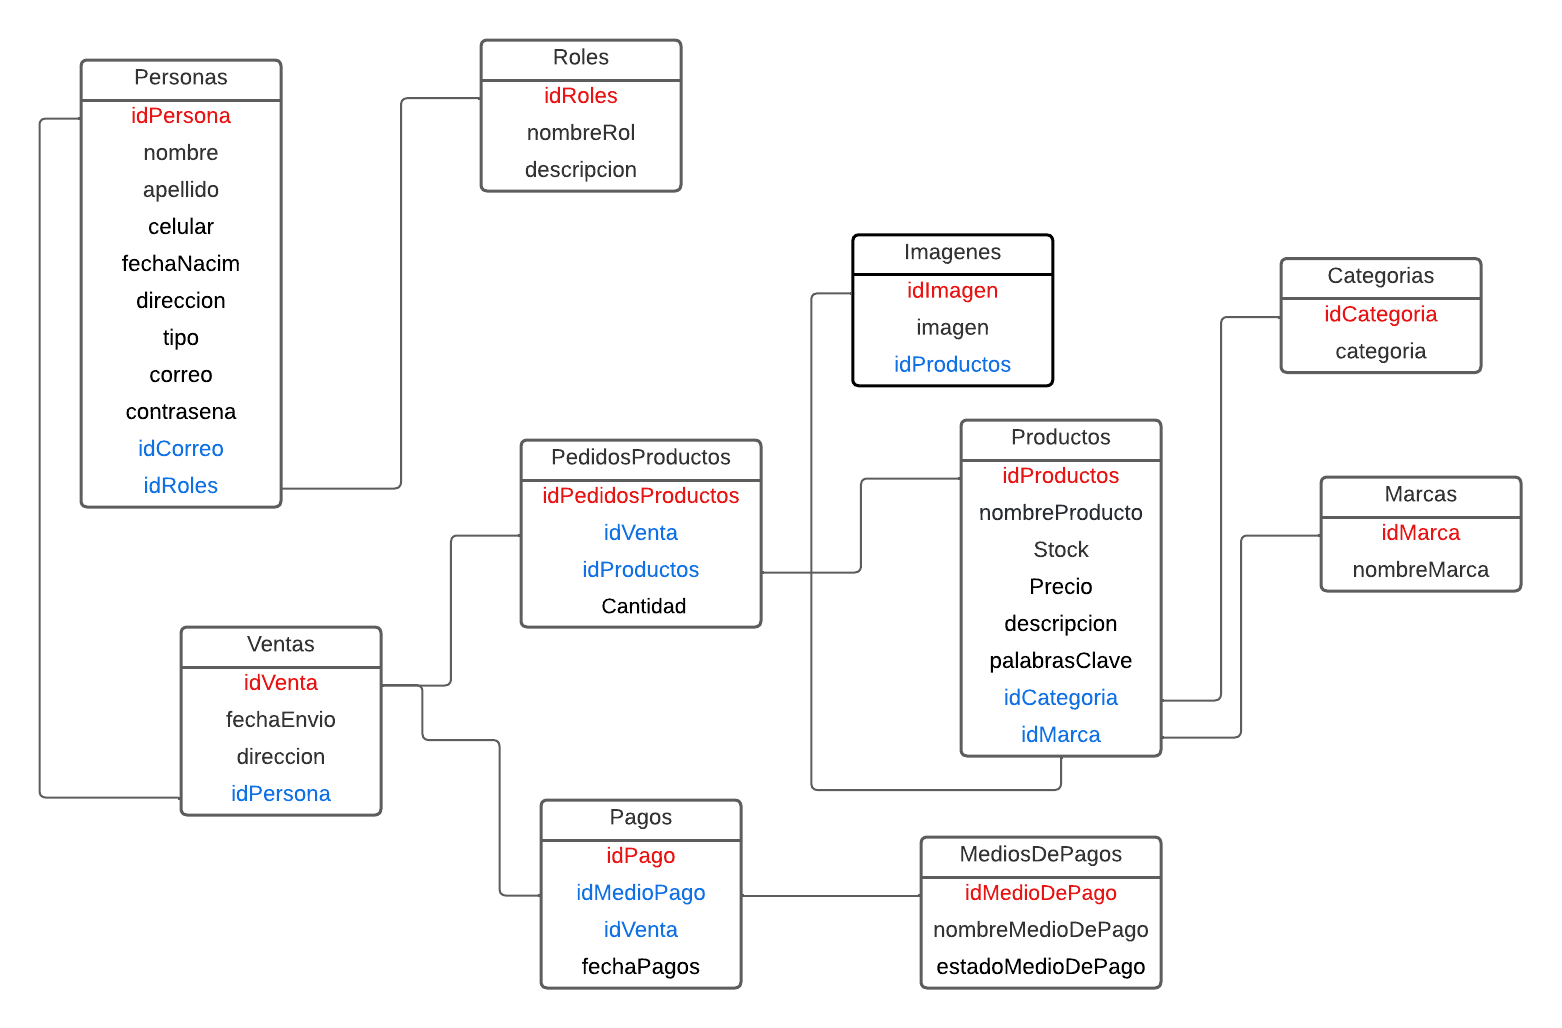 Personas
idPersona
nombre
apellido
celular
fechaNacim
direccion
tipo
correo
contrasena
idCorreo
idRoles
Roles
idRoles
nombreRol
descripcion
Imagenes
idImagen
imagen
idProductos
Categorias
idCategoria
categoria
PedidosProductos
idPedidosProductos
idVenta
idProductos
Cantidad
Productos
idProductos
nombreProducto
Stock
Precio
descripcion
palabrasClave
idCategoria
idMarca
Marcas
idMarca
nombreMarca
Ventas
idVenta
fechaEnvio
direccion
idPersona
Pagos
idPago
idMedioPago
idVenta
fechaPagos
MediosDePagos
idMedioDePago
nombreMedioDePago
estadoMedioDePago